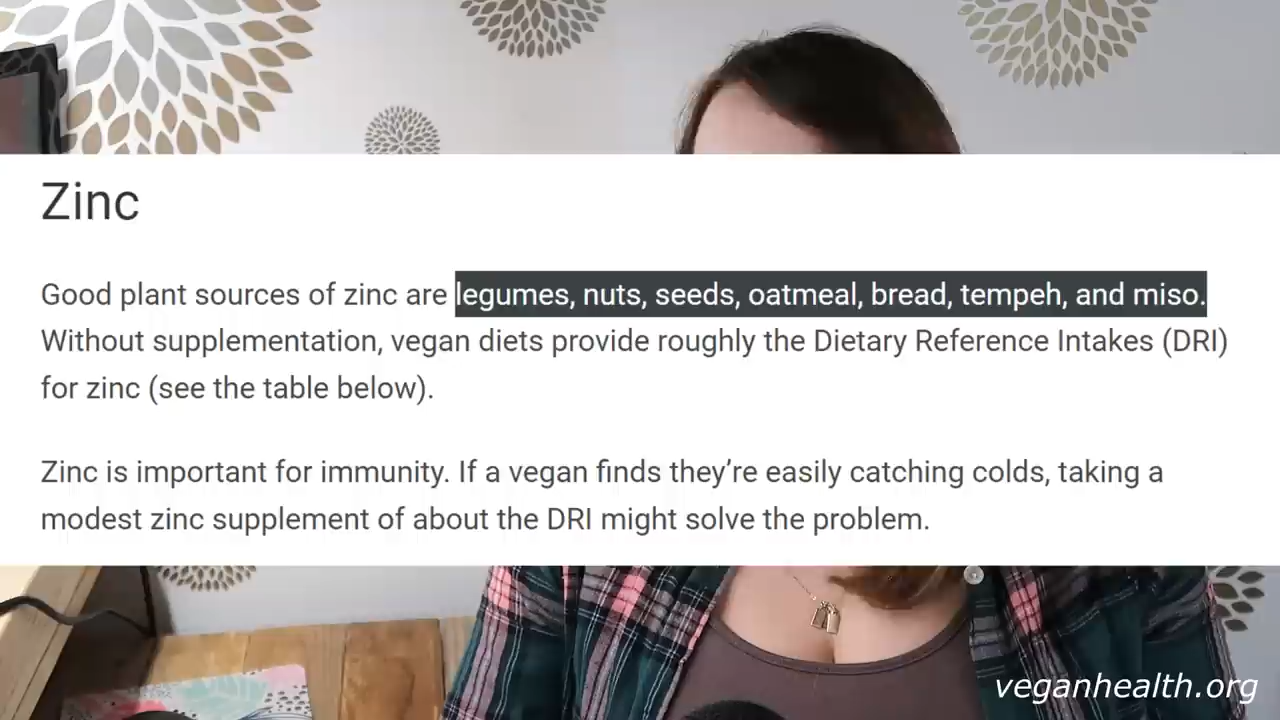 Zinc
Good plant sources of zinc are legumes, nuts, seeds, oatmeal, bread, tempeh, and miso.
Without supplementation, vegan diets provide roughly the Dietary Reference Intakes (DRI)
for zinc (see the table below).
Zinc is important for immunity. If a vegan finds they’re easily catching colds, taking a
modest zinc supplement of about the DRI might solve the problem.
veganhealth.org